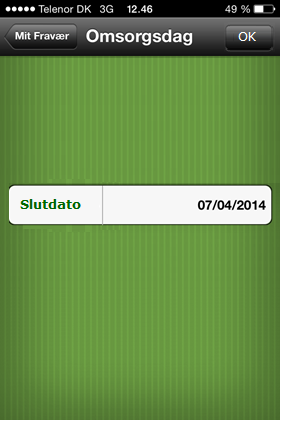 Telenor DK 3G 12.46 49 %
Mit Fravær Omsorgsdag OK
Slutdato 07/04/2014